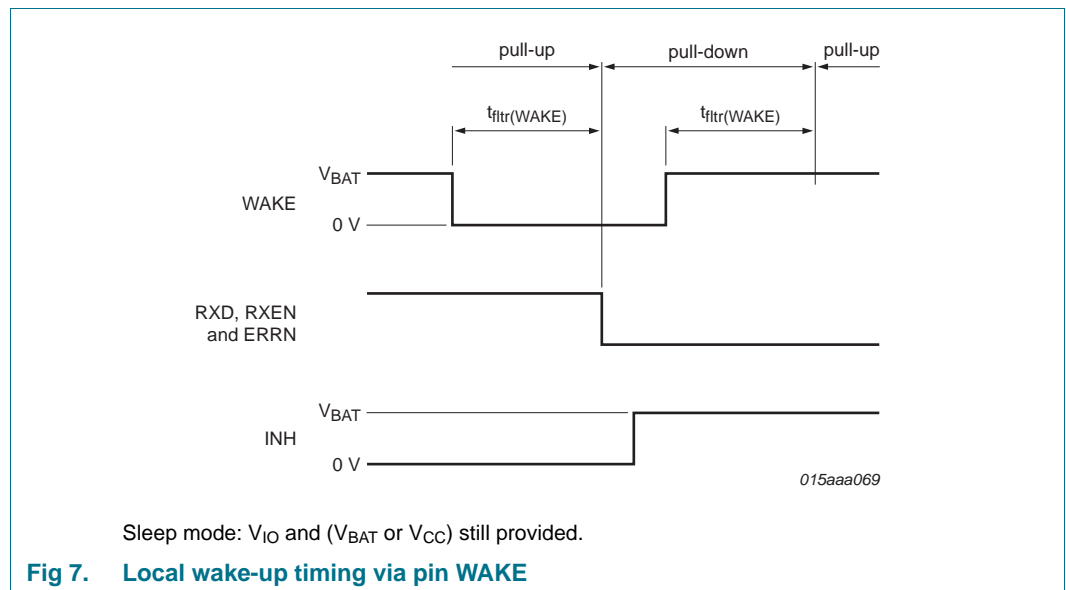 pull-up
pull-down
pull-up
tfltr(WAKE)
tfltr(WAKE)
VBAT
WAKE
0 V
RXD, RXEN
and ERRN
VBAT
INH
0 V
015aaa069
Sleep mode: VIO and (VBAT or VCC) still provided.
Fig 7. Local wake-up timing via pin WAKE